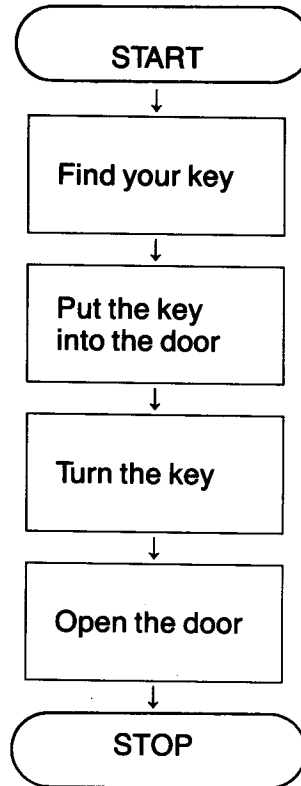 START
Find your key
Put the key
into the door
Turn the key
Open the door
STOP